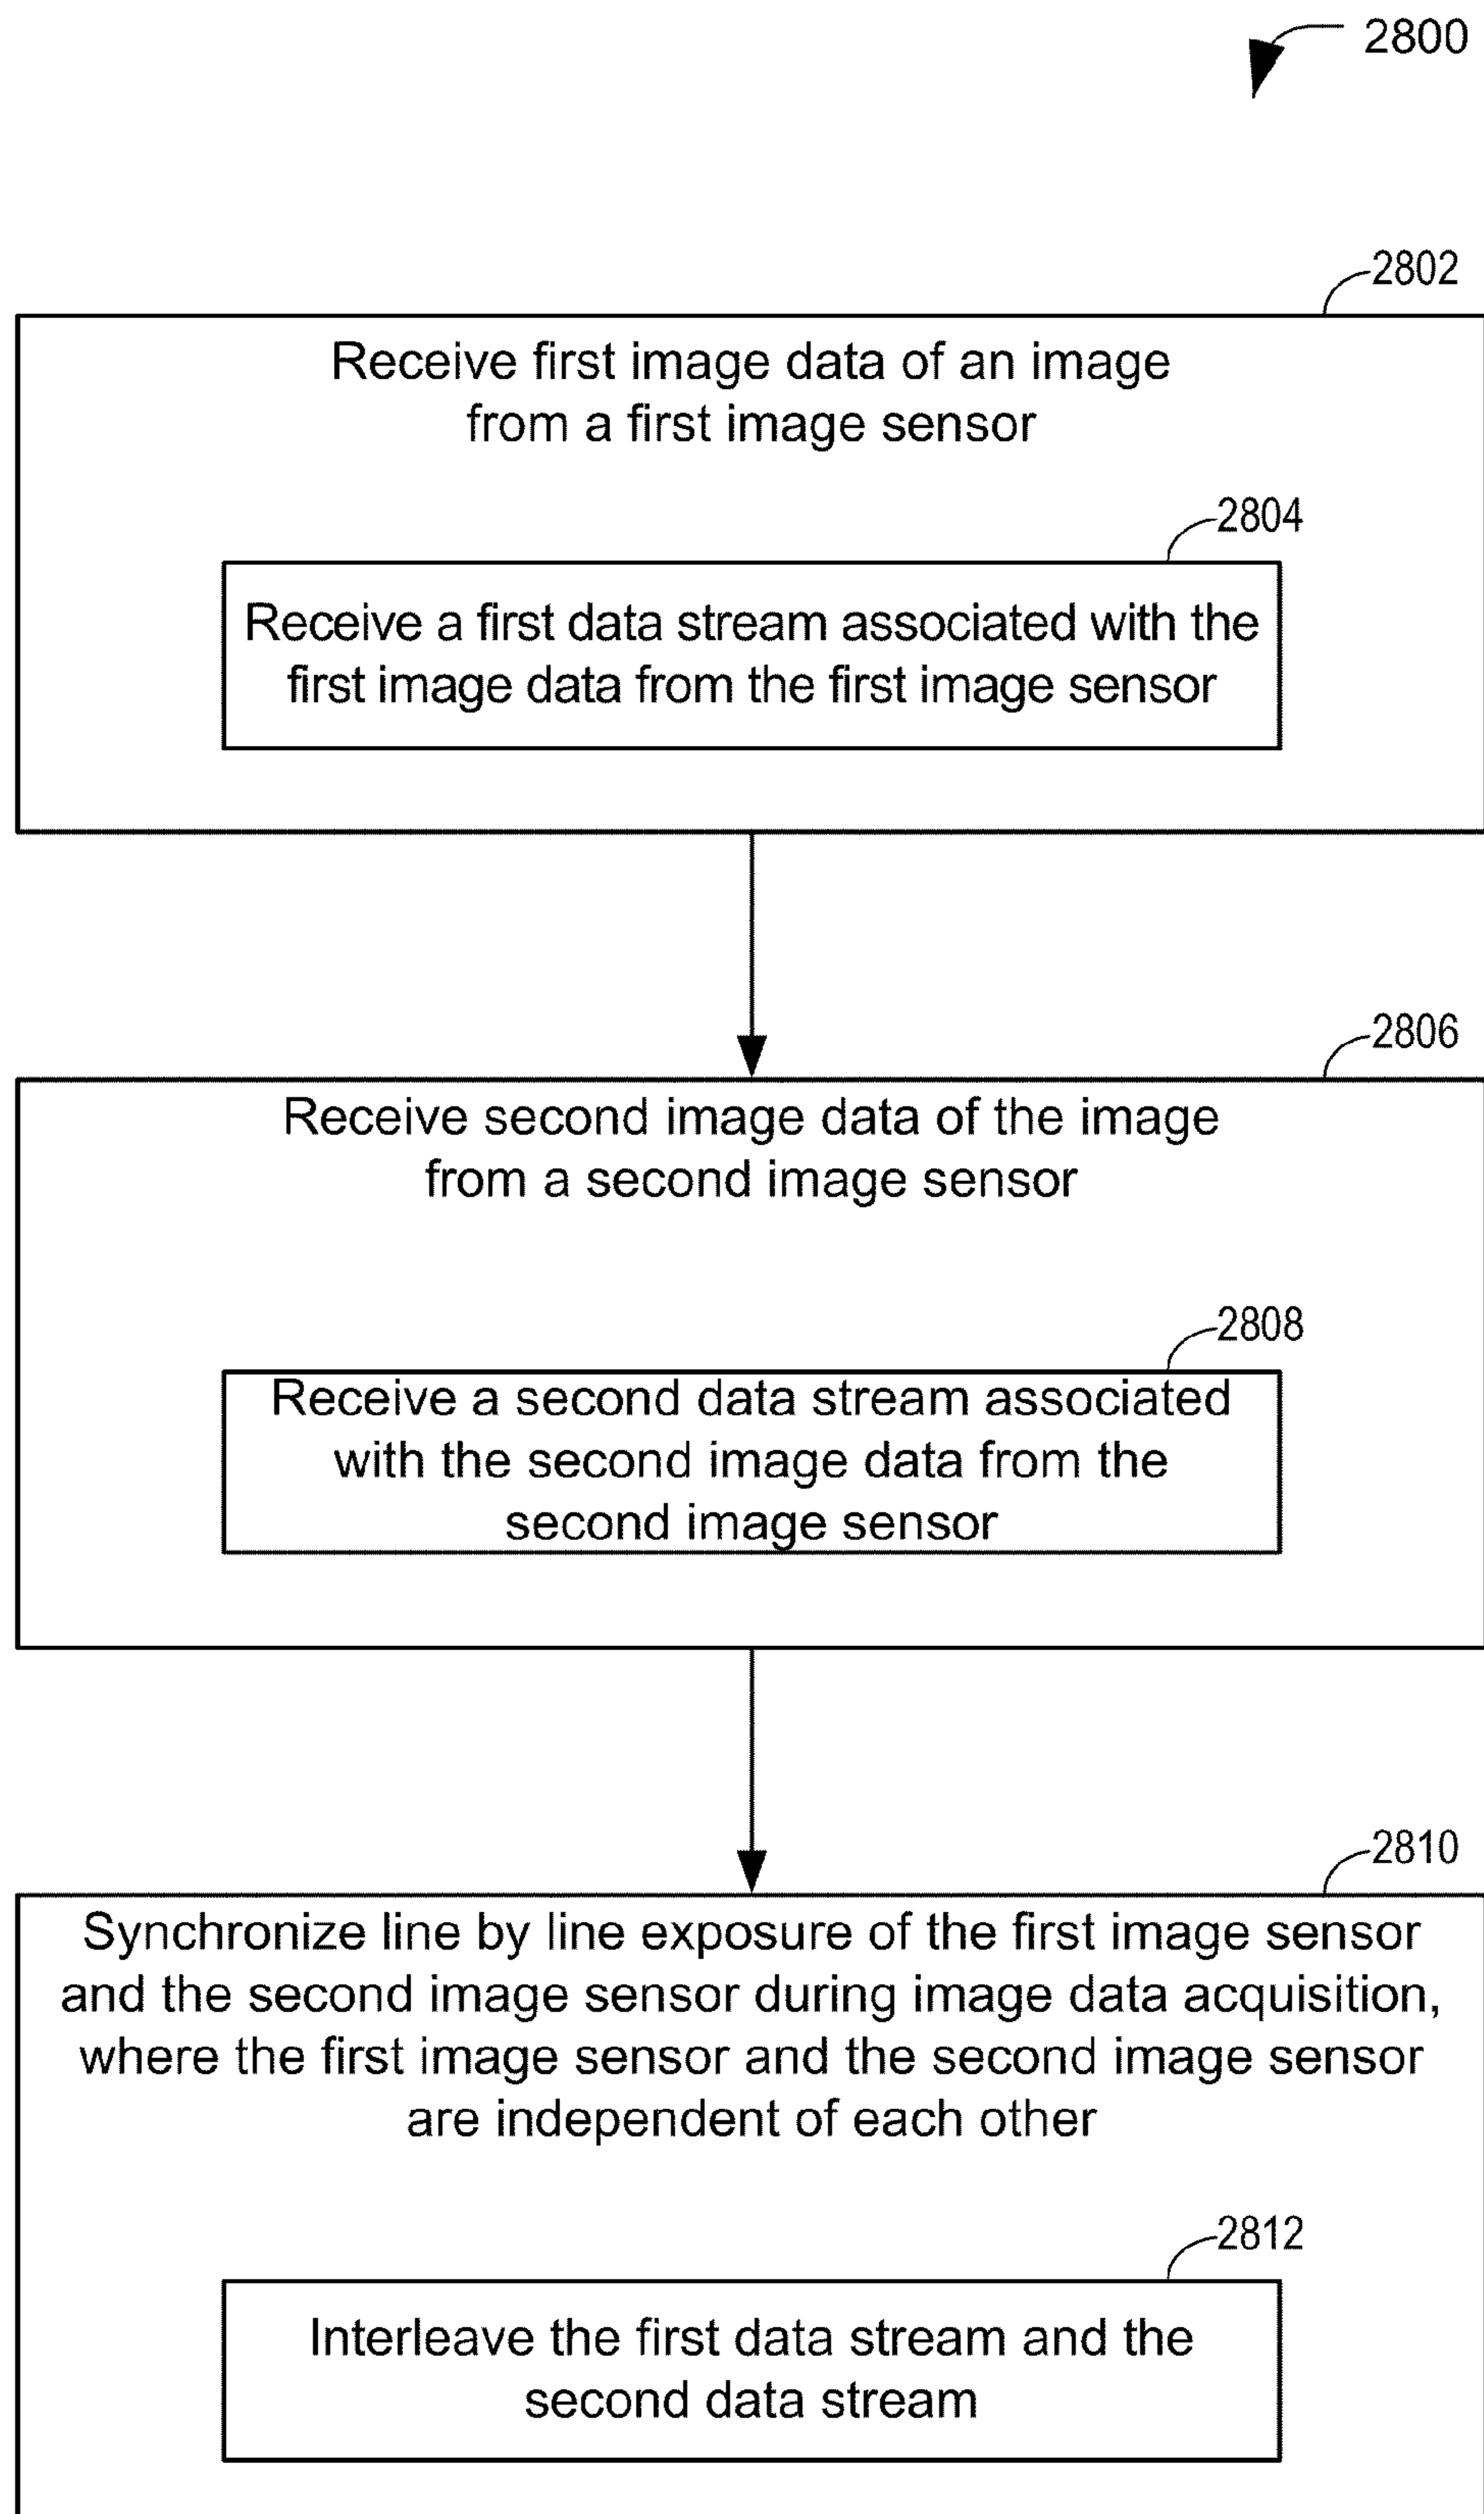 2800
2802
Receive first image data of an image
from a first image sensor
2804
Receive a first data stream associated with the
first image data from the first image sensor
2806
Receive second image data of the image
from a second image sensor
2808
Receive a second data stream associated
with the second image data from the
second image sensor
2810
Synchronize line by line exposure of the first image sensor
and the second image sensor during image data acquisition,
where the first image sensor and the second image sensor
are independent of each other
2812
Interleave the first data stream and the
second data stream